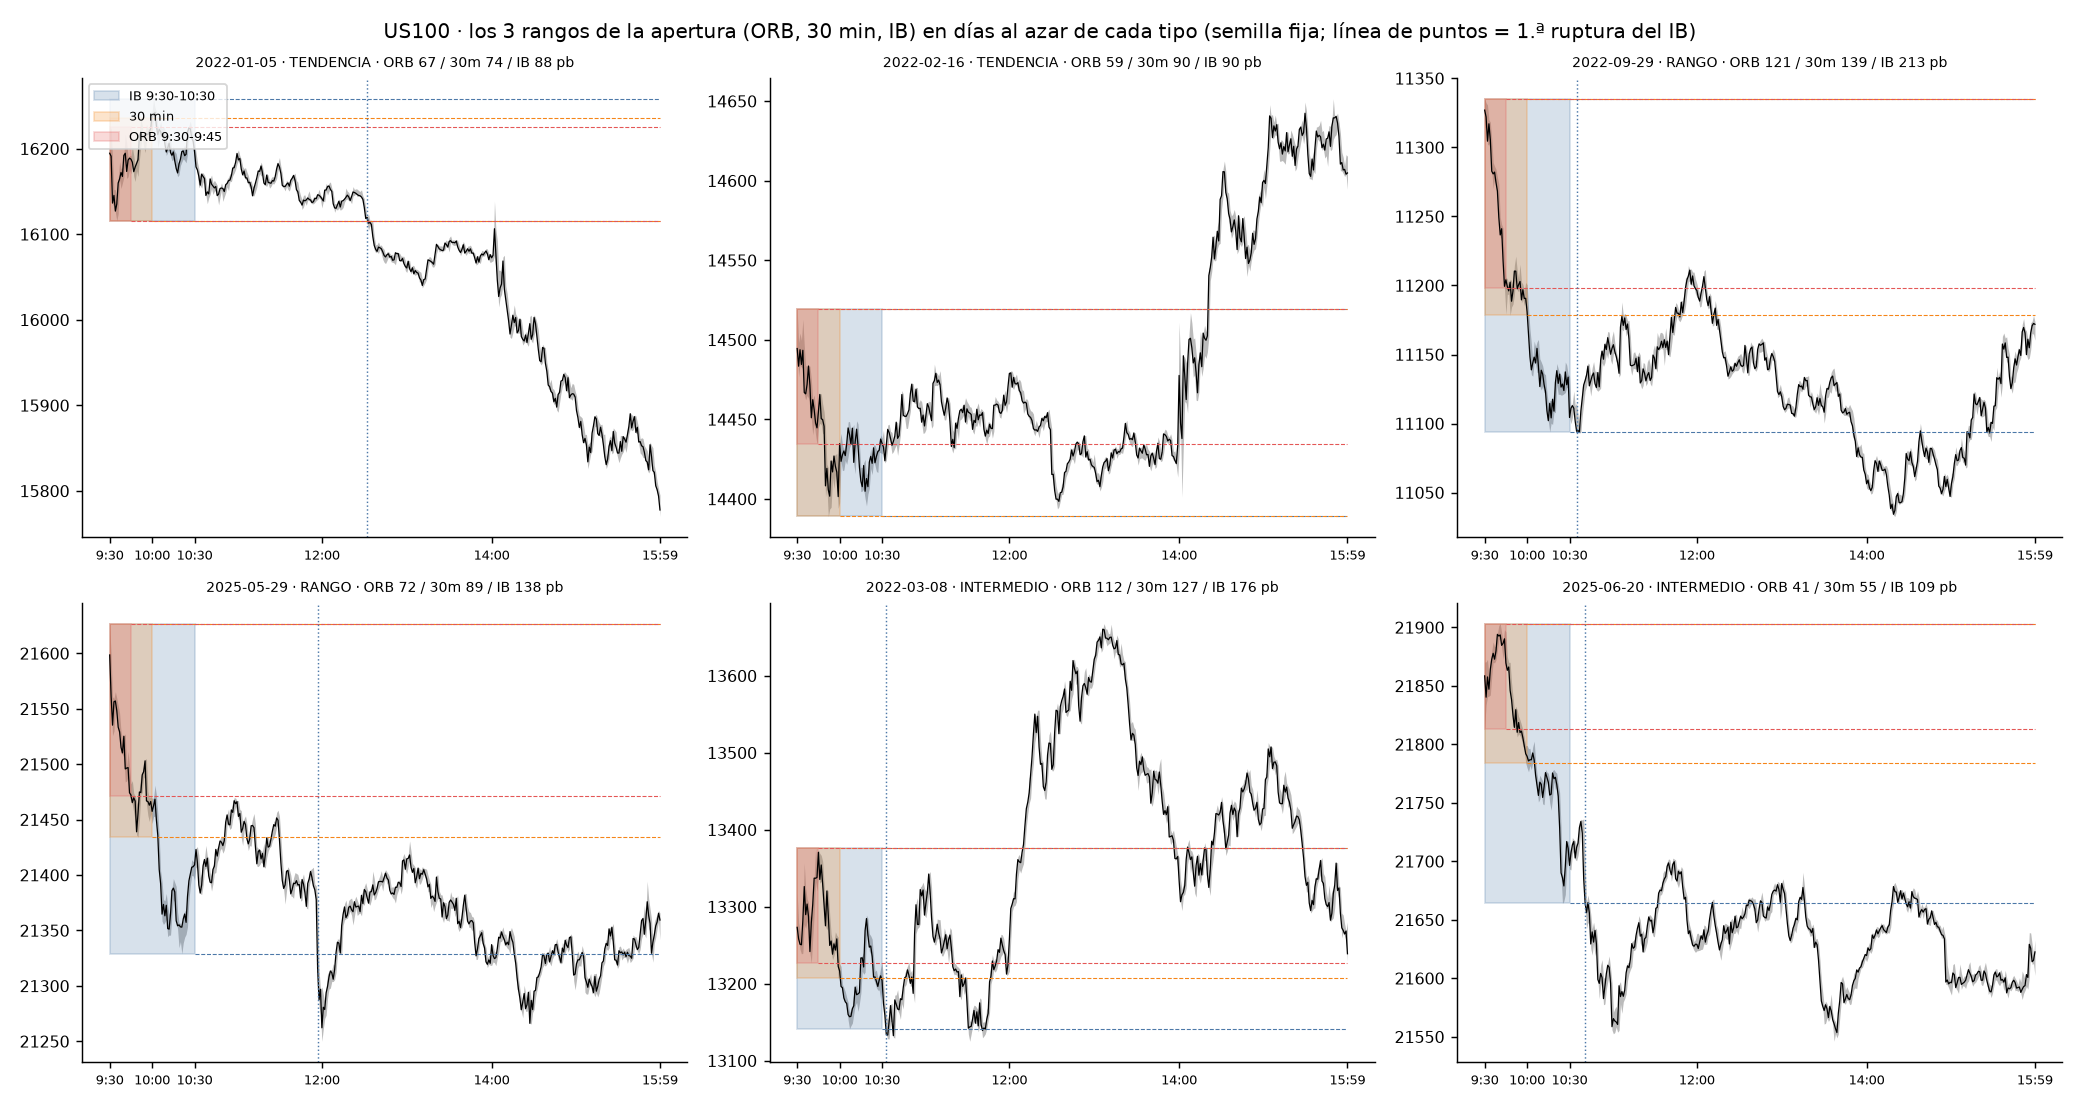 US100 · los 3 rangos de la apertura (ORB, 30 min, IB) en días al azar de cada tipo (semilla fija; línea de puntos = 1.ª ruptura del IB)
2022-01-05 · TENDENCIA · ORB 67 / 30m 74 / IB 88 pb
IB 9:30-10:30
30 min
ORB 9:30-9:45
16200
16100
16000
15900
15800
9:30 10:00 10:30 12:00 14:00 15:59
2022-02-16 · TENDENCIA · ORB 59 / 30m 90 / IB 90 pb
14650
14600
14550
14500
14450
14400
9:30 10:00 10:30 12:00 14:00 15:59
2022-09-29 · RANGO · ORB 121 / 30m 139 / IB 213 pb
11350
11300
11250
11200
11150
11100
11050
9:30 10:00 10:30 12:00 14:00 15:59
2025-05-29 · RANGO · ORB 72 / 30m 89 / IB 138 pb
21600
21550
21500
21450
21400
21350
21300
21250
9:30 10:00 10:30 12:00 14:00 15:59
2022-03-08 · INTERMEDIO · ORB 112 / 30m 127 / IB 176 pb
13600
13500
13400
13300
13200
13100
9:30 10:00 10:30 12:00 14:00 15:59
2025-06-20 · INTERMEDIO · ORB 41 / 30m 55 / IB 109 pb
21900
21850
21800
21750
21700
21650
21600
21550
9:30 10:00 10:30 12:00 14:00 15:59